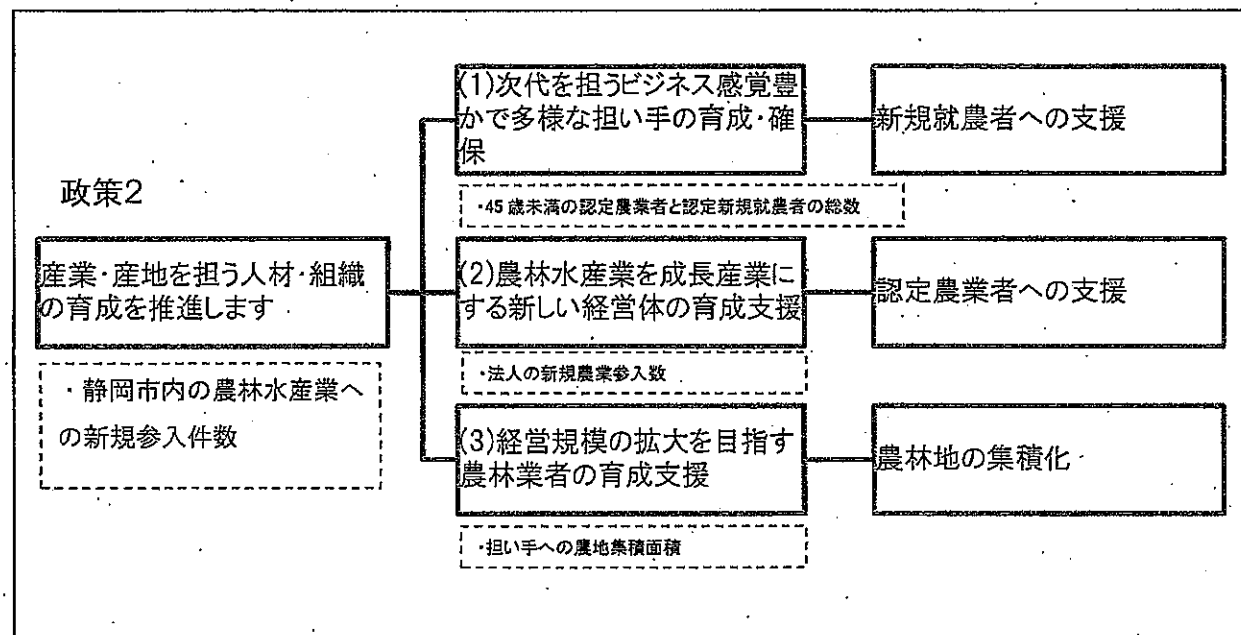 政策2
産業・産地を担う人材・組織
の育成を推進します
・静岡市内の農林水産業へ
の新規参入件数
(1)次代を担うビジネス感覚豊
かで多様な担い手の育成・確
保
・45歳未満の認定農業者と認定新規就農者の総数
新規就農者への支援
(2)農林水産業を成長産業に
する新しい経営体の育成支援
・法人の新規農業参入数
認定農業者への支援
(3)経営規模の拡大を目指す
農林業者の育成支援
・担い手への農地集積面積
農林地の集積化